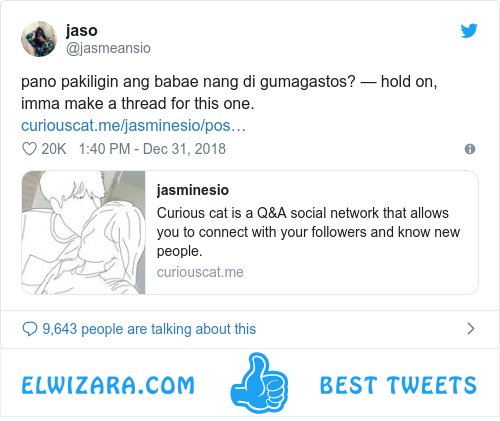 jaso
@jasmeansio
pano pakiligin ang babae nang di gumagastos? — hold on,
imma make a thread for this one.
curiouscat.me/jasminesio/pos…
20K 1:40 PM - Dec 31, 2018
jasminesio
Curious cat is a Q&A social network that allows
you to connect with your followers and know new
people.
curiouscat.me
9,643 people are talking about this
ELWIZARA.COM BEST TWEETS